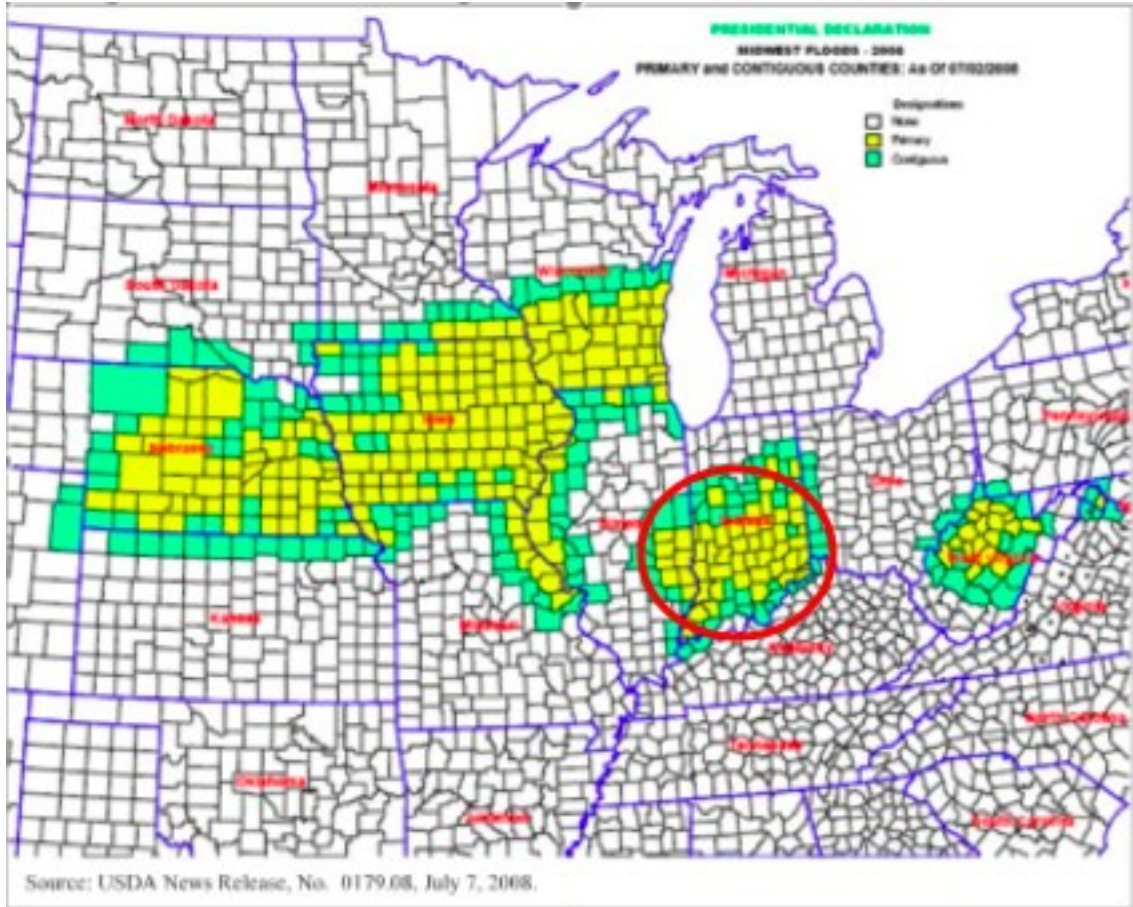 PRESIDENTIAL DECLARATION
MIDWEST FLOODS - 2008
PRIMARY and CONTIGUOUS COUNTIES: As Of 07/02/2008
Designations
None
Primary
Contiguous
North Dakota
Minnesota
South Dakota
Wisconsin
Michigan
Iowa
Nebraska
Pennsylvania
Ohio
Illinois
Indiana
West Virginia
Kansas
Missouri
Virginia
Kentucky
North Carolina
Tennessee
Oklahoma
Arkansas
South Carolina
Source: USDA News Release, No. 0179.08, July 7, 2008.